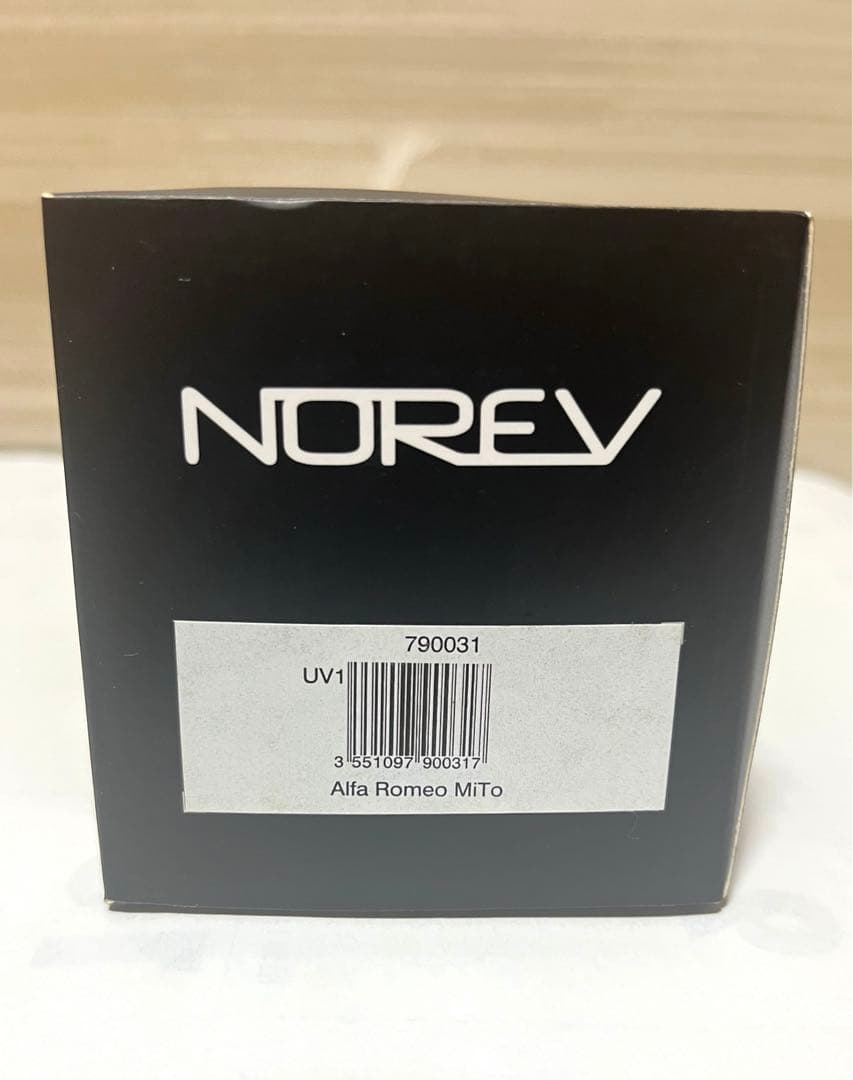 NOREV
790031
UV1
3 551097 900317
Alfa Romeo MiTo